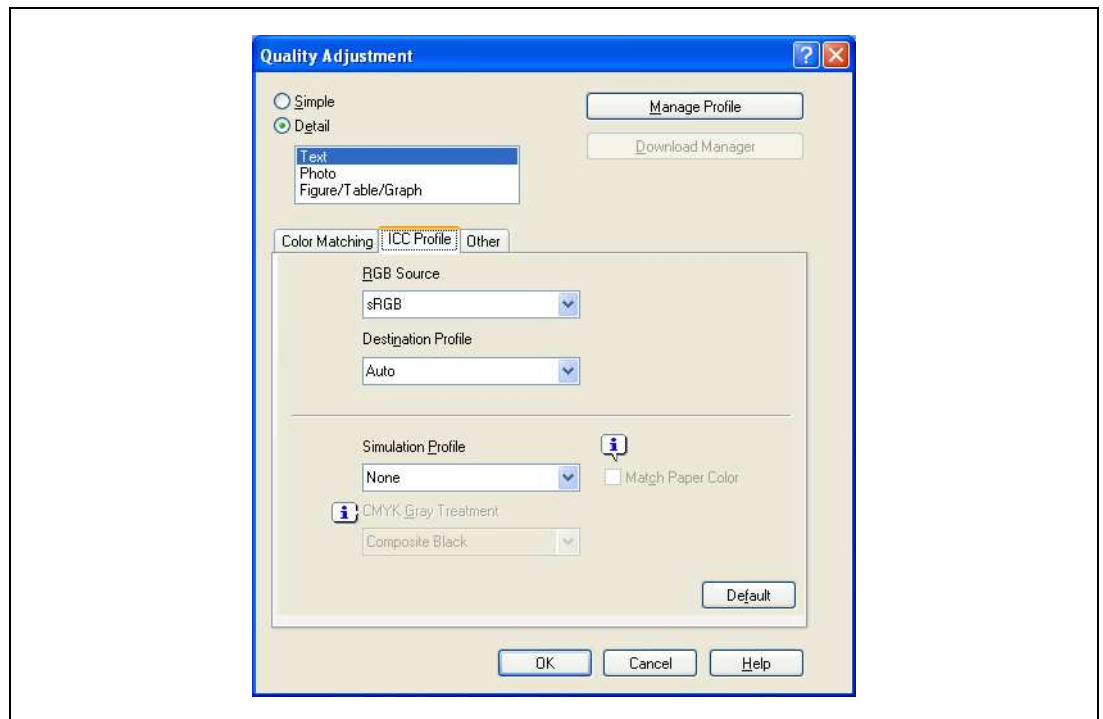 Quality Adjustment
Simple
Detail
Manage Profile
Download Manager
Text
Photo
Figure/Table/Graph
Color Matching
ICC Profile
Other
RGB Source
sRGB
Destination Profile
Auto
Simulation Profile
None
Match Paper Color
CMYK Gray Treatment
Composite Black
Default
OK
Cancel
Help